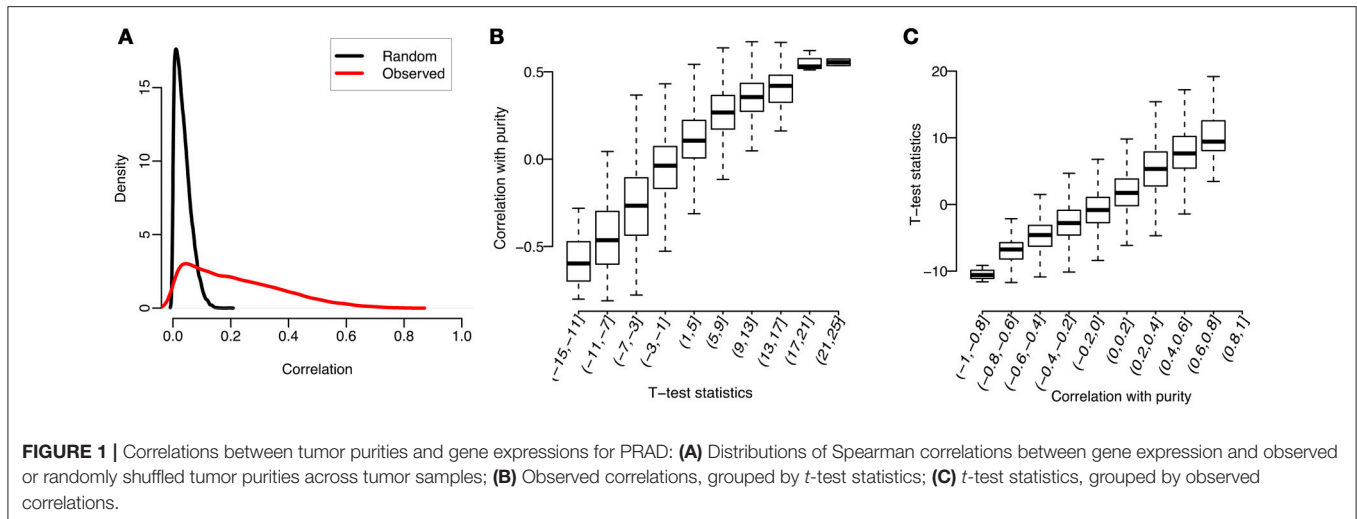 A
Random
Observed
15
10
5
0
Density
0.0 0.2 0.4 0.6 0.8 1.0
Correlation
B
0.5
0.0
−0.5
Correlation with purity
(−15,−11]
(−11,−7]
(−7,−3]
(−3,−1]
(1,5]
(5,9]
(9,13]
(13,17]
(17,21]
(21,25]
T−test statistics
C
20
10
0
−10
T−test statistics
(−1,−0.8]
(−0.8,−0.6]
(−0.6,−0.4]
(−0.4,−0.2]
(−0.2,0]
(0,0.2]
(0.2,0.4]
(0.4,0.6]
(0.6,0.8]
(0.8,1]
Correlation with purity
FIGURE 1 | Correlations between tumor purities and gene expressions for PRAD: (A) Distributions of Spearman correlations between gene expression and observed
or randomly shuffled tumor purities across tumor samples; (B) Observed correlations, grouped by t-test statistics; (C) t-test statistics, grouped by observed
correlations.